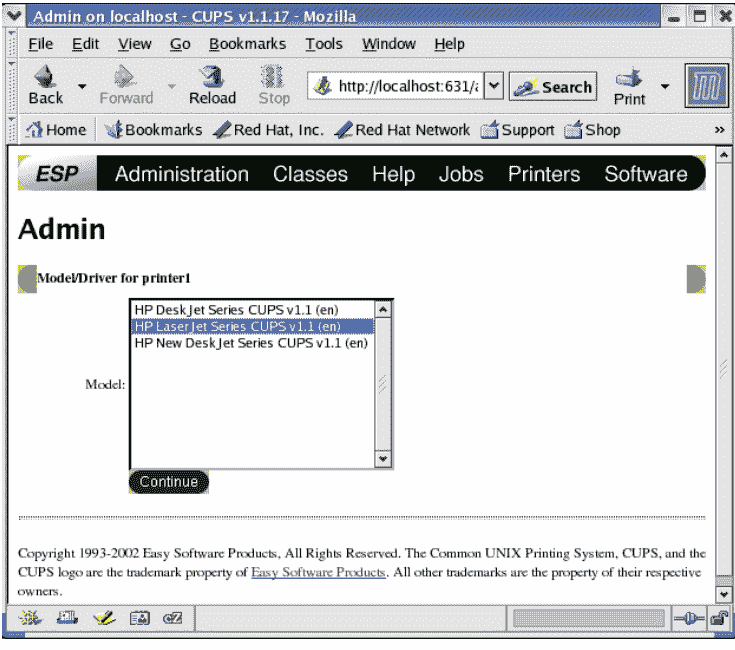 Admin on localhost - CUPS v1.1.17 - Mozilla
File Edit View Go Bookmarks Tools Window Help
Back Forward Reload Stop http://localhost:631/a Search Print
Home Bookmarks Red Hat, Inc. Red Hat Network Support Shop »
ESP Administration Classes Help Jobs Printers Software
Admin
Model/Driver for printer1
HP DeskJet Series CUPS v1.1 (en)
HP LaserJet Series CUPS v1.1 (en)
HP New DeskJet Series CUPS v1.1 (en)
Model:
Continue
Copyright 1993-2002 Easy Software Products, All Rights Reserved. The Common UNIX Printing System, CUPS, and the
CUPS logo are the trademark property of Easy Software Products. All other trademarks are the property of their respective
owners.